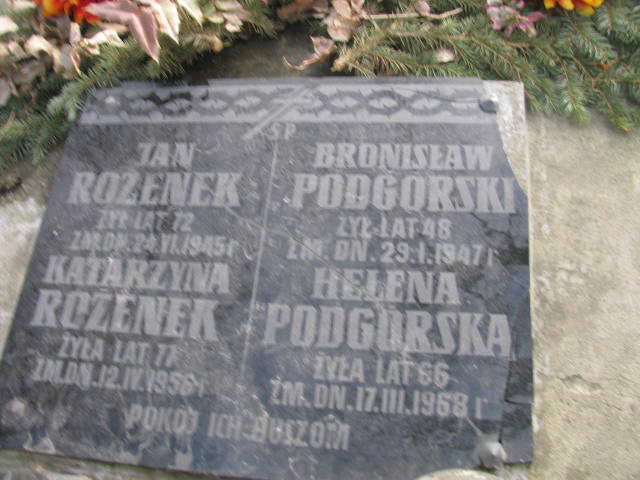 Ś.P.
JAN
ROŻENEK
ŻYŁ LAT 72
ZM. DN. 24.VI.1945 r
KATARZYNA
ROŻENEK
ŻYŁA LAT 77
ZM. DN. 12.IV.1956 r
BRONISŁAW
PODGÓRSKI
ŻYŁ LAT 48
ZM. DN. 29.I.1947 r
HELENA
PODGÓRSKA
ŻYŁA LAT 66
ZM. DN. 17.III.1968 r
POKÓJ ICH DUSZOM